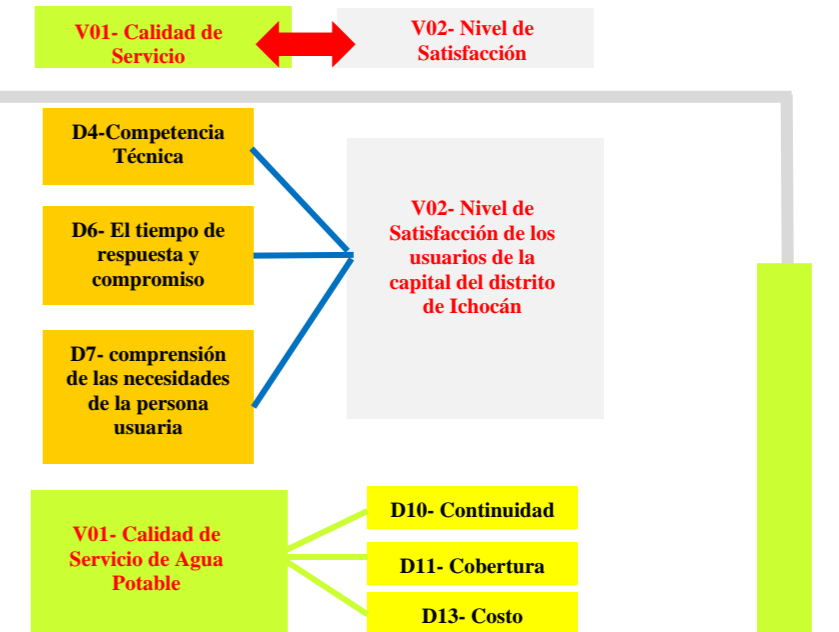 V01- Calidad de
Servicio
V02- Nivel de
Satisfacción
D4-Competencia
Técnica
D6- El tiempo de
respuesta y
compromiso
D7- comprensión
de las necesidades
de la persona
usuaria
V02- Nivel de
Satisfacción de los
usuarios de la
capital del distrito
de Ichocán
V01- Calidad de
Servicio de Agua
Potable
D10- Continuidad
D11- Cobertura
D13- Costo